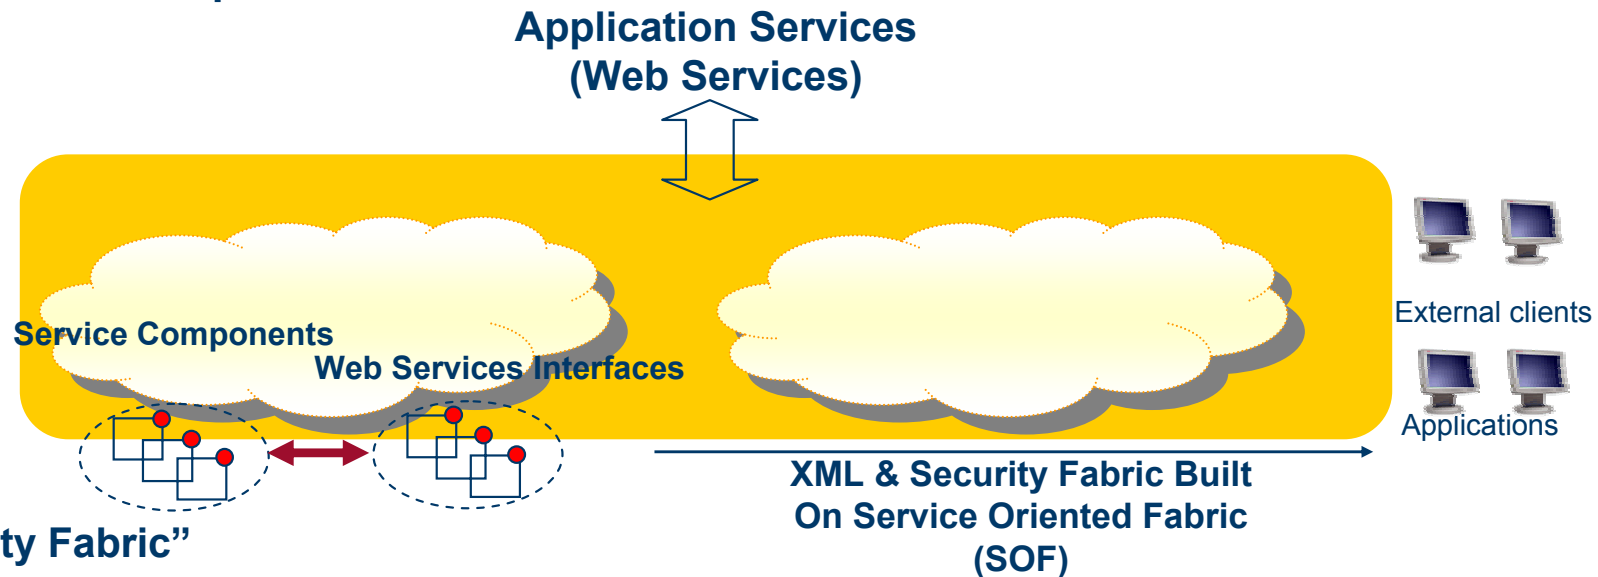 Application Services
(Web Services)
External clients
Service Components
Web Services Interfaces
Applications
XML & Security Fabric Built
On Service Oriented Fabric
(SOF)
ty Fabric”